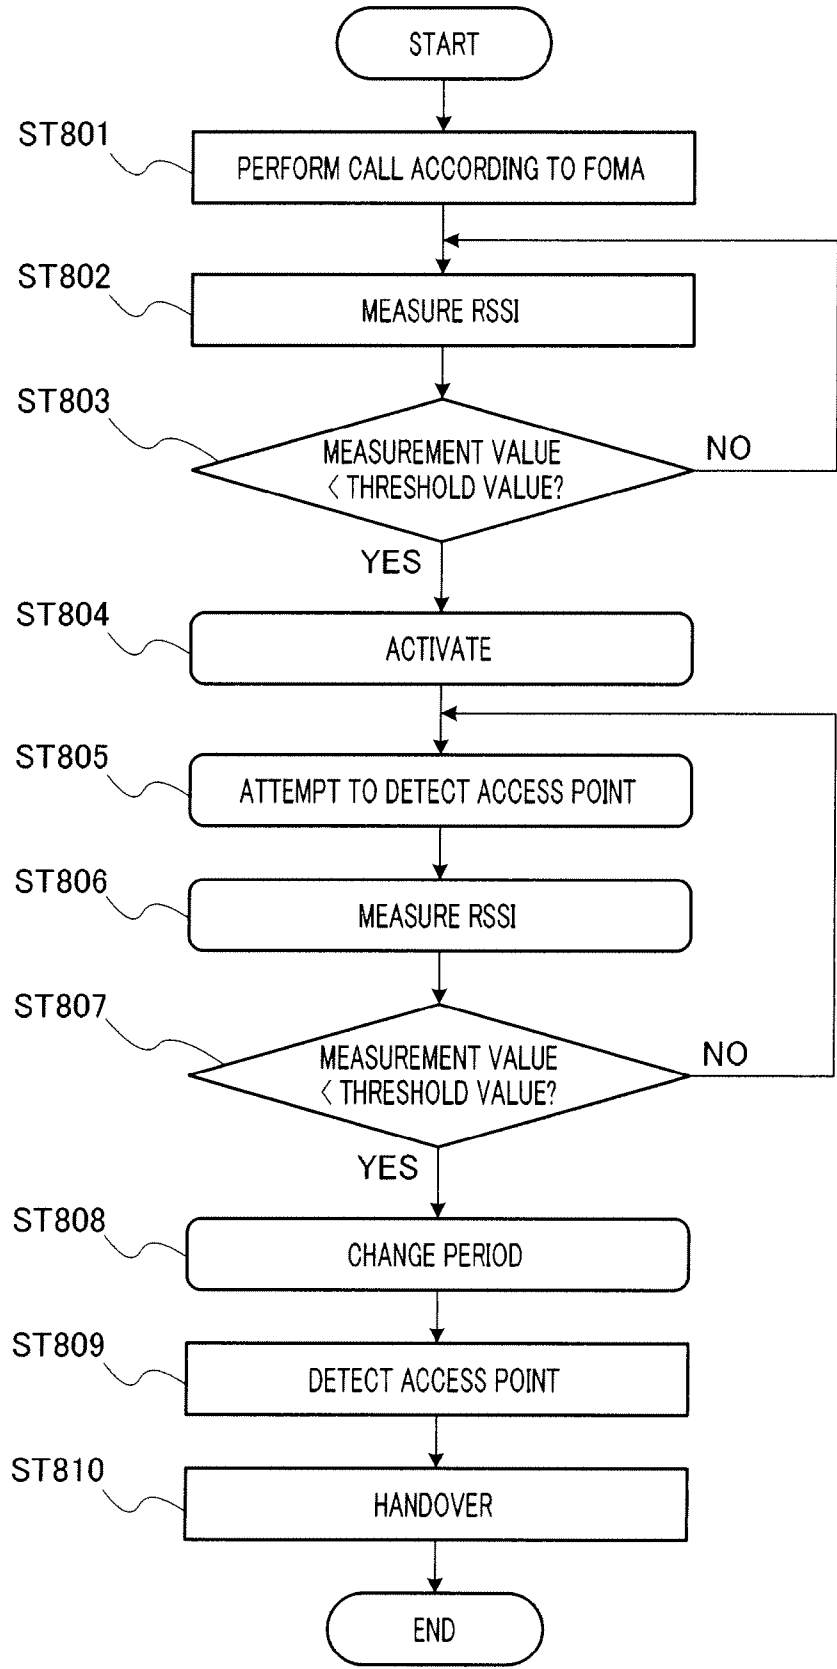 START
ST801
PERFORM CALL ACCORDING TO FOMA
ST802
MEASURE RSSI
ST803
MEASUREMENT VALUE
< THRESHOLD VALUE?
NO
YES
ST804
ACTIVATE
ST805
ATTEMPT TO DETECT ACCESS POINT
ST806
MEASURE RSSI
ST807
MEASUREMENT VALUE
< THRESHOLD VALUE?
NO
YES
ST808
CHANGE PERIOD
ST809
DETECT ACCESS POINT
ST810
HANDOVER
END